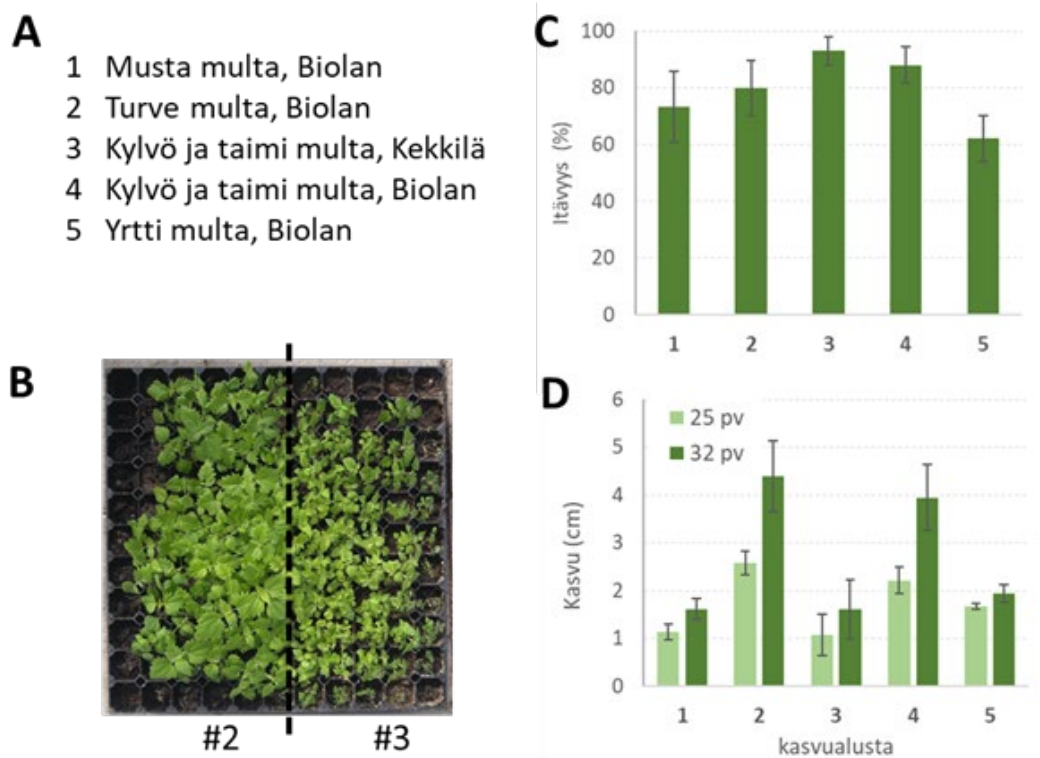 A
1 Musta multa, Biolan
2 Turve multa, Biolan
3 Kylvö ja taimi multa, Kekkilä
4 Kylvö ja taimi multa, Biolan
5 Yrtti multa, Biolan
B
#2 #3
C
Itävyys (%)
100
80
60
40
20
0
1 2 3 4 5
D
Kasvu (cm)
6
5
4
3
2
1
0
25 pv
32 pv
1 2 3 4 5
kasvualusta